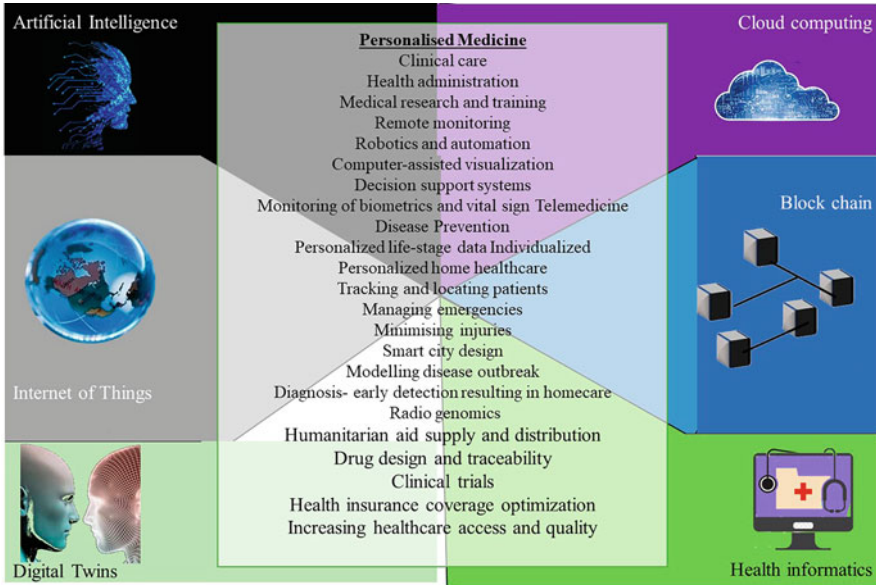 Artificial Intelligence
Cloud computing
Personalised Medicine
Clinical care
Health administration
Medical research and training
Remote monitoring
Robotics and automation
Computer-assisted visualization
Decision support systems
Monitoring of biometrics and vital sign Telemedicine
Disease Prevention
Personalized life-stage data Individualized
Personalized home healthcare
Tracking and locating patients
Managing emergencies
Minimising injuries
Smart city design
Modelling disease outbreak
Diagnosis- early detection resulting in homecare
Radio genomics
Humanitarian aid supply and distribution
Drug design and traceability
Clinical trials
Health insurance coverage optimization
Increasing healthcare access and quality
Block chain
Internet of Things
Digital Twins
Health informatics